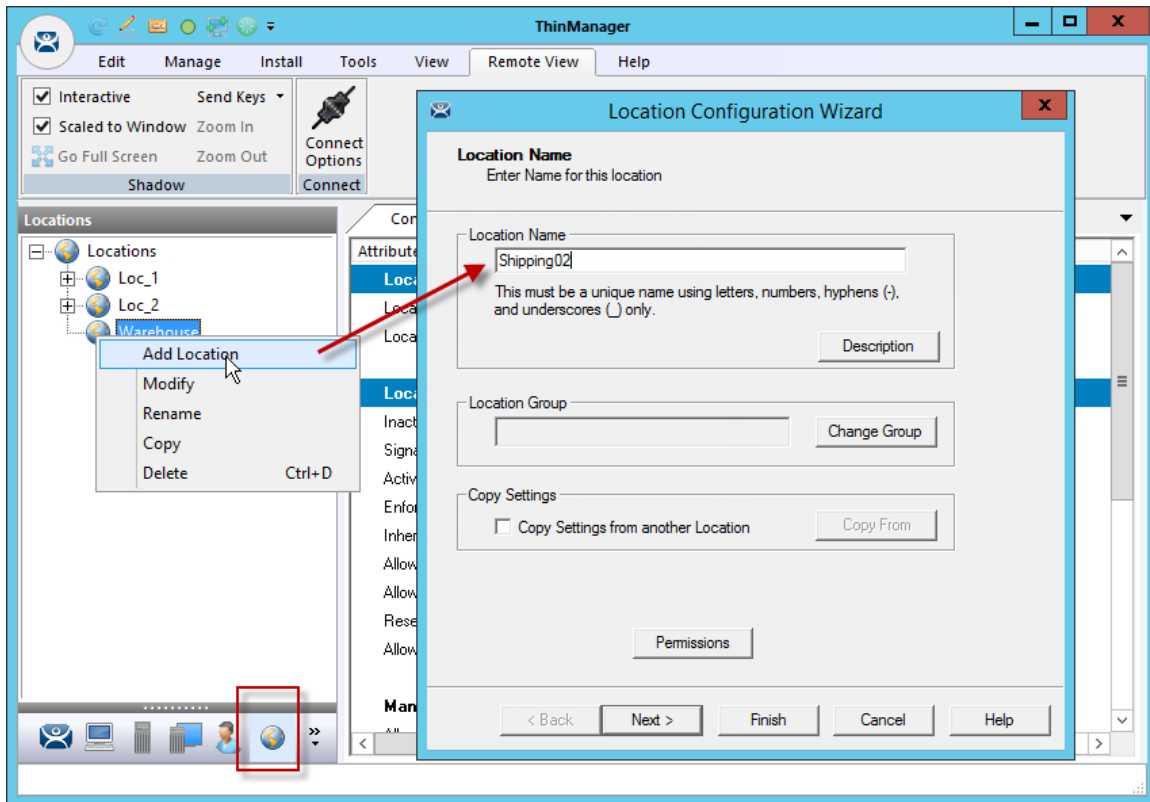 ThinManager
Edit Manage Install Tools View Remote View Help
Interactive Send Keys
Scaled to Window Zoom In
Go Full Screen Zoom Out
Shadow
Connect Options
Connect
Locations
Locations
Loc_1
Loc_2
Warehouse
Add Location
Modify
Rename
Copy
Delete Ctrl+D
Location Configuration Wizard
Location Name
Enter Name for this location
Location Name
Shipping02
This must be a unique name using letters, numbers, hyphens (-),
and underscores (_) only.
Description
Location Group
Change Group
Copy Settings
Copy Settings from another Location
Copy From
Permissions
< Back Next > Finish Cancel Help